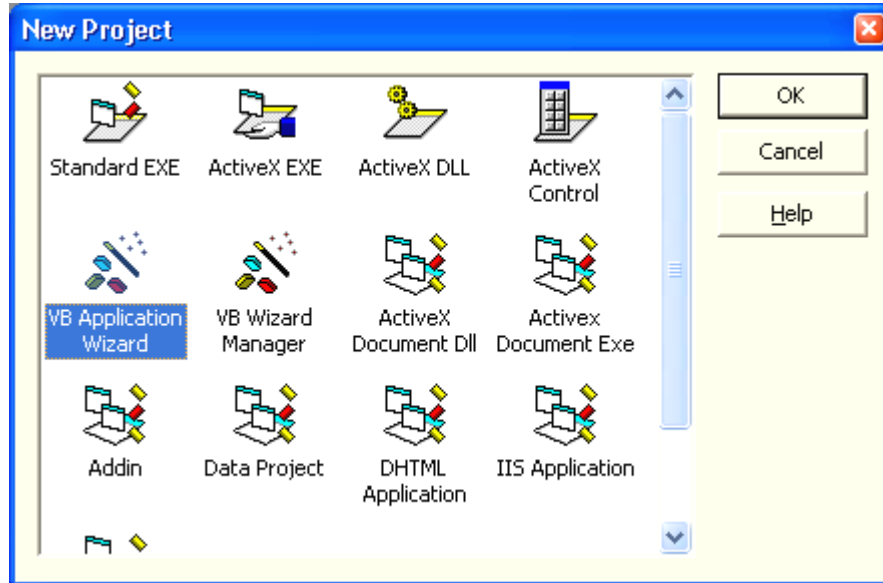 New Project
Standard EXE
ActiveX EXE
ActiveX DLL
ActiveX
Control
VB Application
Wizard
VB Wizard
Manager
ActiveX
Document Dll
Activex
Document Exe
Addin
Data Project
DHTML
Application
IIS Application
OK
Cancel
Help